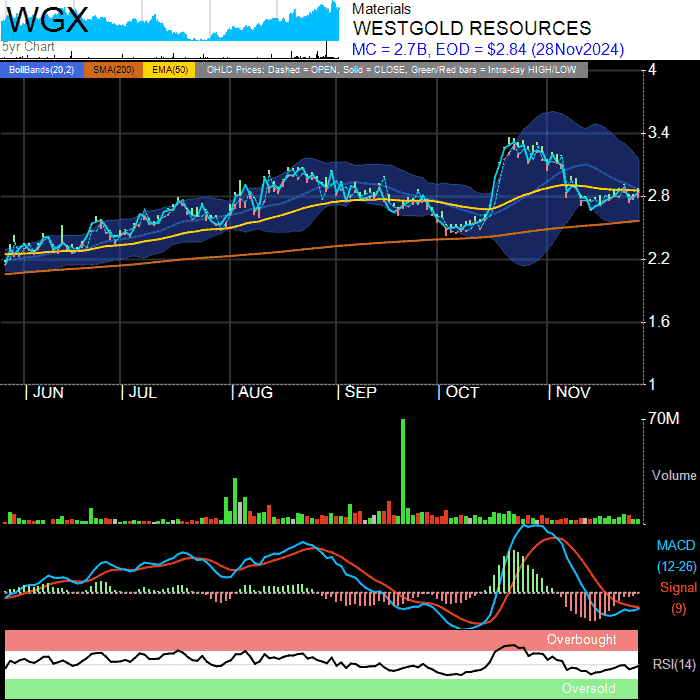 WGX
5yr Chart
Materials
WESTGOLD RESOURCES
MC = 2.7B, EOD = $2.84 (28Nov2024)
BollBands(20,2) SMA(200) EMA(50) OHLC Prices: Dashed = OPEN, Solid = CLOSE, Green/Red bars = Intra-day HIGH/LOW
4
3.4
2.8
2.2
1.6
1
JUN JUL AUG SEP OCT NOV
70M
Volume
MACD
(12-26)
Signal
(9)
Overbought
RSI(14)
Oversold